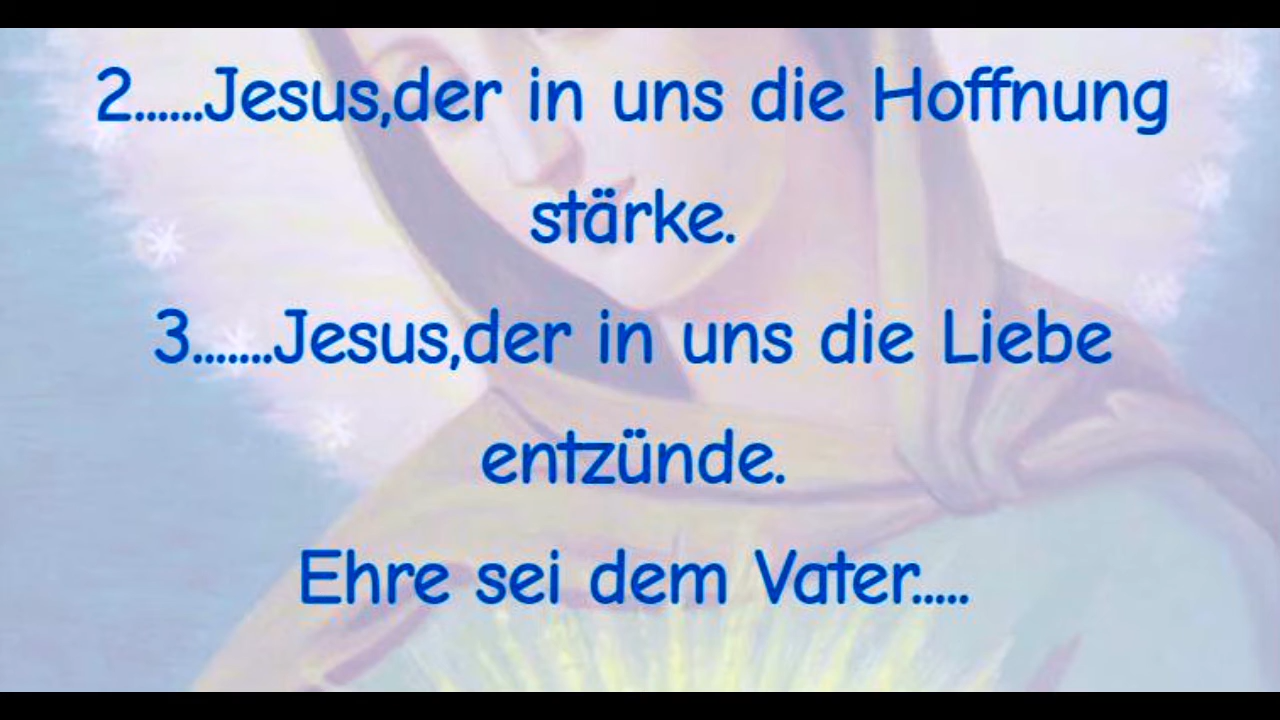 2......Jesus,der in uns die Hoffnung
stärke.
3.......Jesus,der in uns die Liebe
entzünde.
Ehre sei dem Vater.....